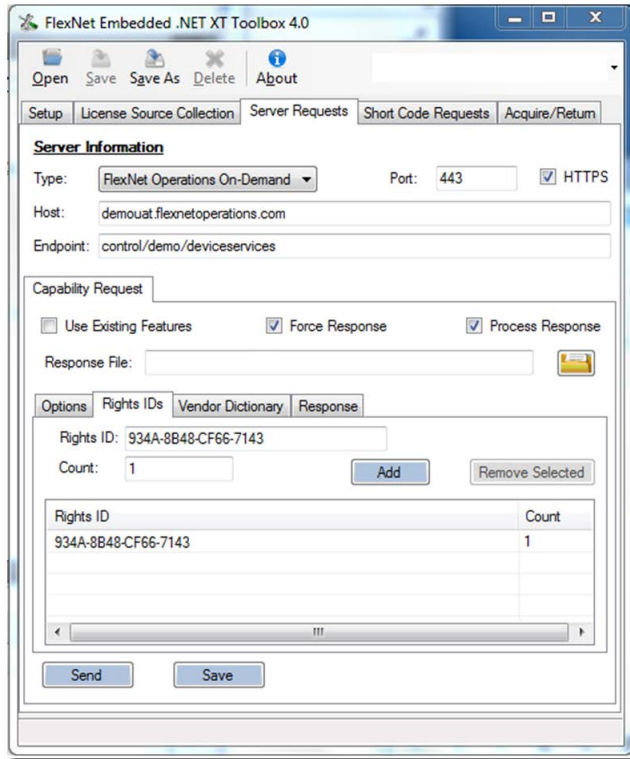 FlexNet Embedded .NET XT Toolbox 4.0
Open Save Save As Delete About
Setup License Source Collection Server Requests Short Code Requests Acquire/Return
Server Information
Type: FlexNet Operations On-Demand Port: 443 HTTPS
Host: demouat.flexnetoperations.com
Endpoint: control/demo/deviceservices
Capability Request
Use Existing Features Force Response Process Response
Response File:
Options Rights IDs Vendor Dictionary Response
Rights ID: 934A-8B48-CF66-7143
Count: 1 Add Remove Selected
Rights ID Count
934A-8B48-CF66-7143 1
Send Save